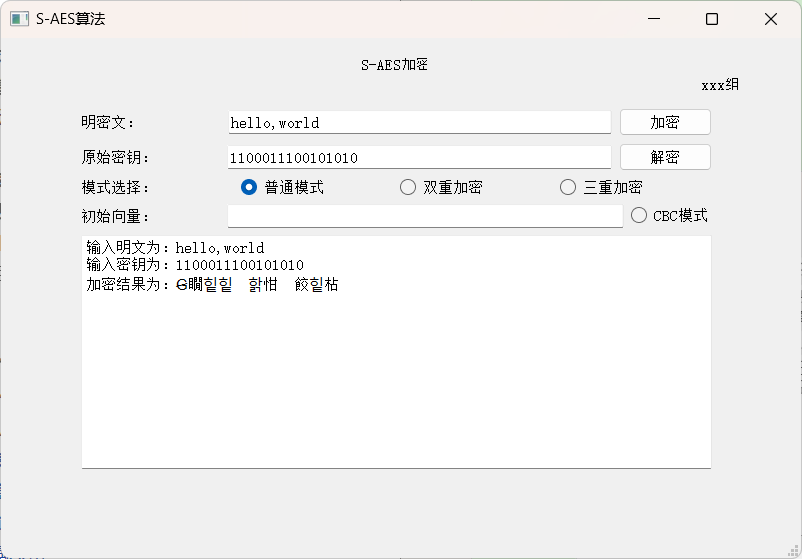 S-AES算法
S-AES加密
xxx组
明密文: hello,world 加密
原始密钥: 1100011100101010 解密
模式选择: 普通模式 双重加密 三重加密
初始向量: CBC模式
输入明文为:hello,world
输入密钥为:1100011100101010
加密结果为: